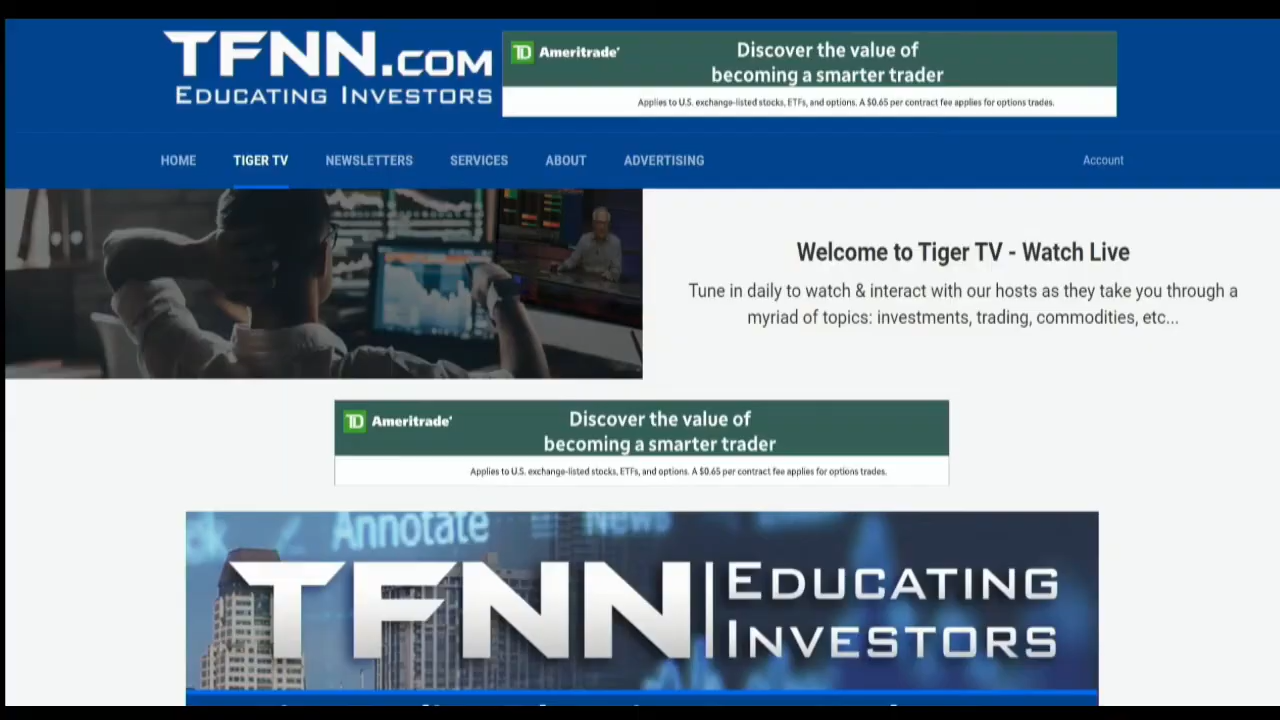 TFNN.COM
EDUCATING INVESTORS
TD Ameritrade
Discover the value of
becoming a smarter trader
Applies to U.S. exchange-listed stocks, ETFs, and options. A $0.65 per contract fee applies for options trades.
HOME TIGER TV NEWSLETTERS SERVICES ABOUT ADVERTISING Account
Welcome to Tiger TV - Watch Live
Tune in daily to watch & interact with our hosts as they take you through a
myriad of topics: investments, trading, commodities, etc...
TD Ameritrade
Discover the value of
becoming a smarter trader
Applies to U.S. exchange-listed stocks, ETFs, and options. A $0.65 per contract fee applies for options trades.
Annotate News
TFNN EDUCATING
INVESTORS